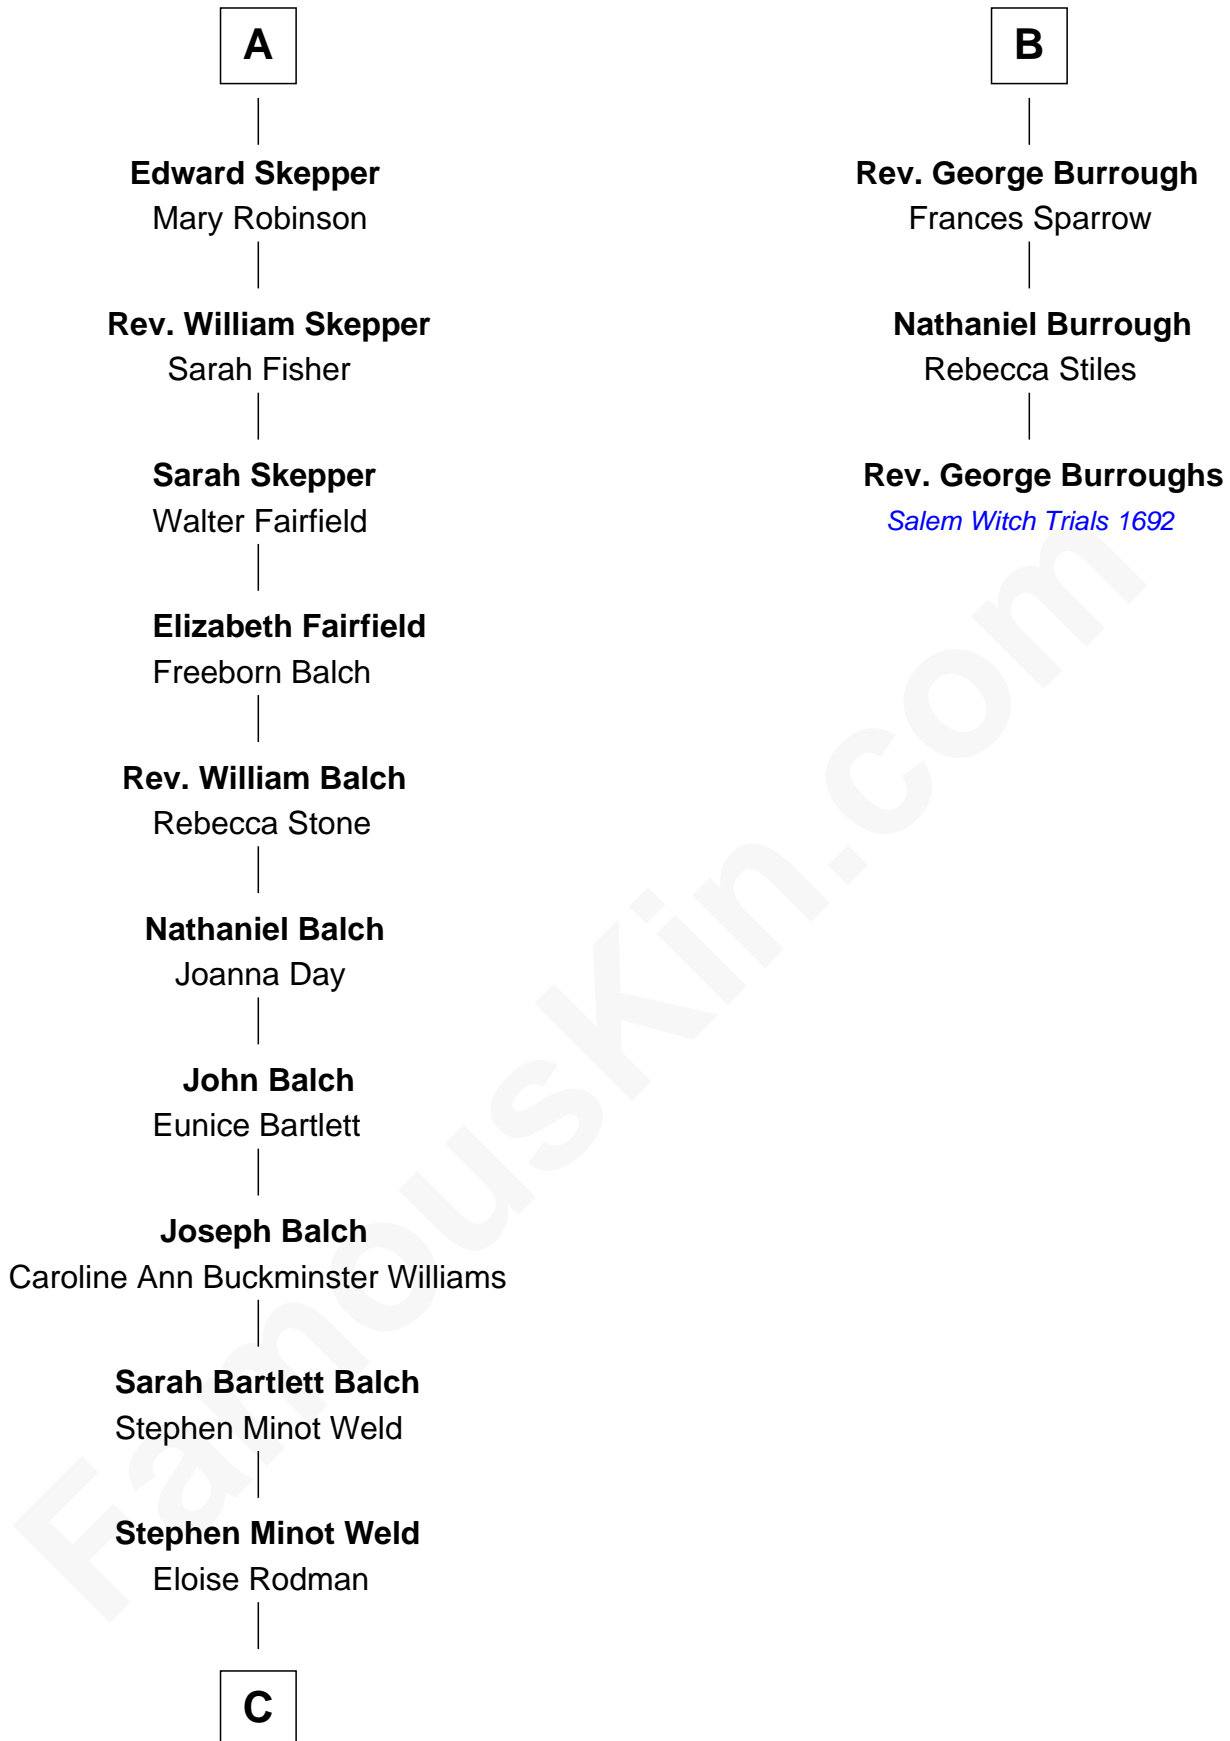 A
Edward Skepper
Mary Robinson
Rev. William Skepper
Sarah Fisher
Sarah Skepper
Walter Fairfield
Elizabeth Fairfield
Freeborn Balch
Rev. William Balch
Rebecca Stone
Nathaniel Balch
Joanna Day
John Balch
Eunice Bartlett
Joseph Balch
Caroline Ann Buckminster Williams
Sarah Bartlett Balch
Stephen Minot Weld
Stephen Minot Weld
Eloise Rodman
C
B
Rev. George Burrough
Frances Sparrow
Nathaniel Burrough
Rebecca Stiles
Rev. George Burroughs
Salem Witch Trials 1692
FamousKin.com